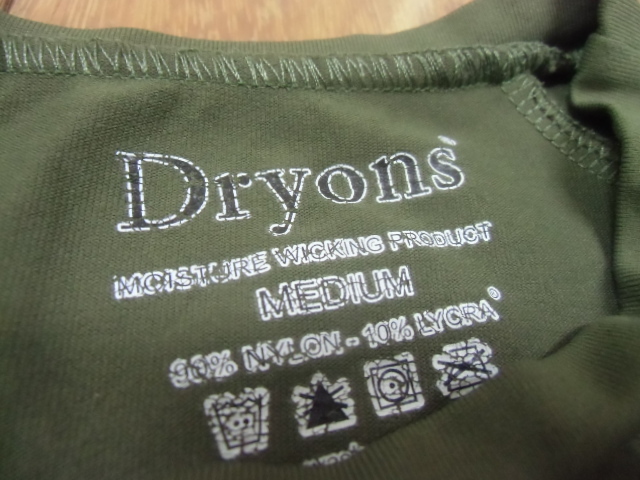 Dryons
MOISTURE WICKING PRODUCT
MEDIUM
90% NYLON - 10% LYCRA®